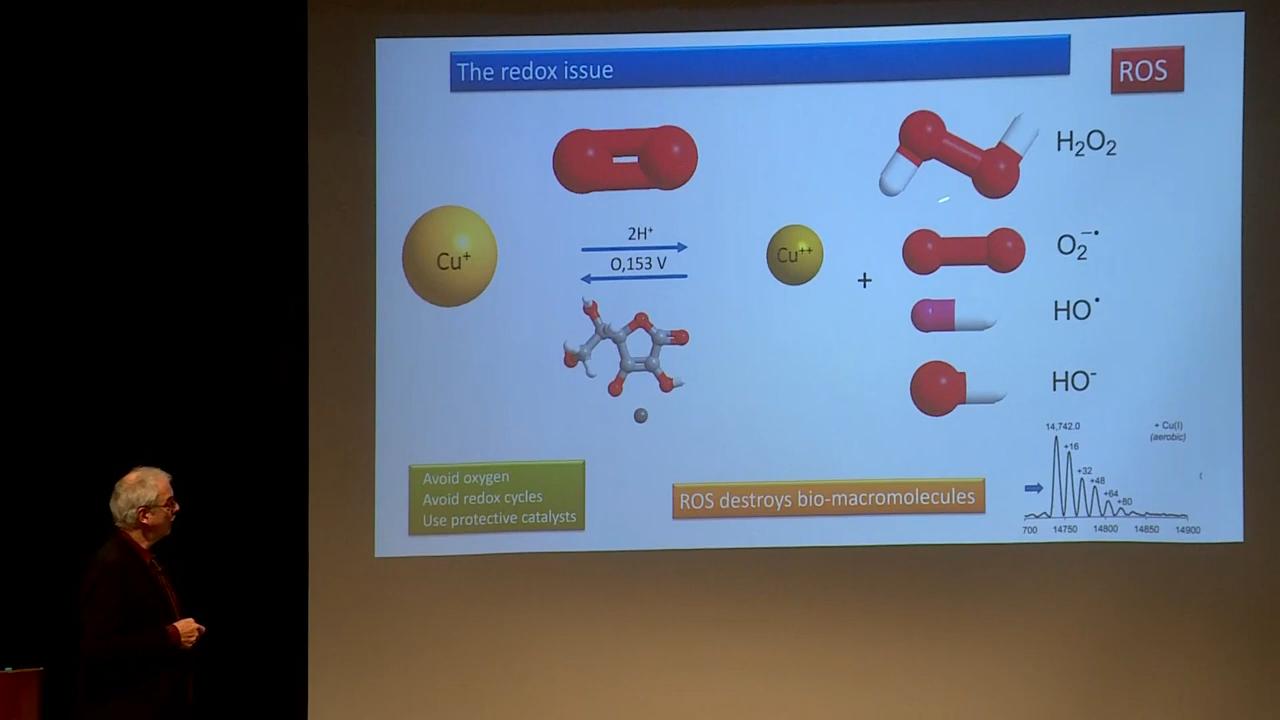 The redox issue
ROS
H₂O₂
2H⁺
Cu⁺
0,153 V
Cu⁺⁺
+
O₂⁻•
HO•
HO⁻
14,742.0
+ Cu(I)
(aerobic)
+16
+32
+48
+64
+80
700 14750 14800 14850 14900
Avoid oxygen
Avoid redox cycles
Use protective catalysts
ROS destroys bio-macromolecules